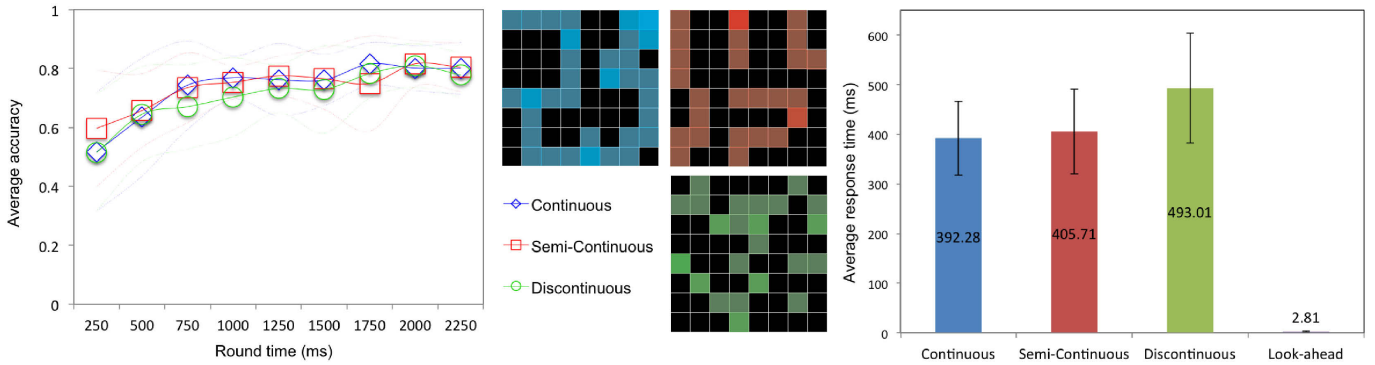 1
0.8
0.6
0.4
0.2
0
Average accuracy
250 500 750 1000 1250 1500 1750 2000 2250
Round time (ms)
Continuous
Semi-Continuous
Discontinuous
600
500
400
300
200
100
0
Average response time (ms)
392.28
405.71
493.01
2.81
Continuous Semi-Continuous Discontinuous Look-ahead